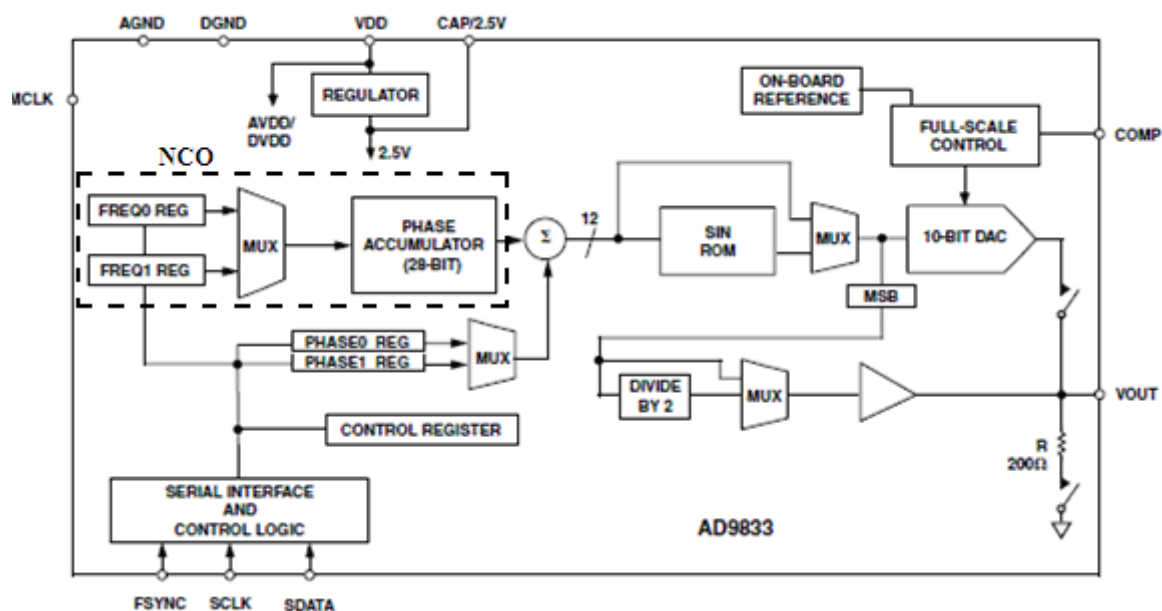 AGND DGND VDD CAP/2.5V
MCLK
REGULATOR
AVDD/
DVDD
2.5V
ON-BOARD
REFERENCE
FULL-SCALE
CONTROL
COMP
NCO
FREQ0 REG
FREQ1 REG
MUX
PHASE
ACCUMULATOR
(28-BIT)
Σ
12
SIN
ROM
MUX
10-BIT DAC
MSB
PHASE0 REG
PHASE1 REG
MUX
DIVIDE
BY 2
MUX
VOUT
CONTROL REGISTER
R
200Ω
SERIAL INTERFACE
AND
CONTROL LOGIC
AD9833
FSYNC SCLK SDATA